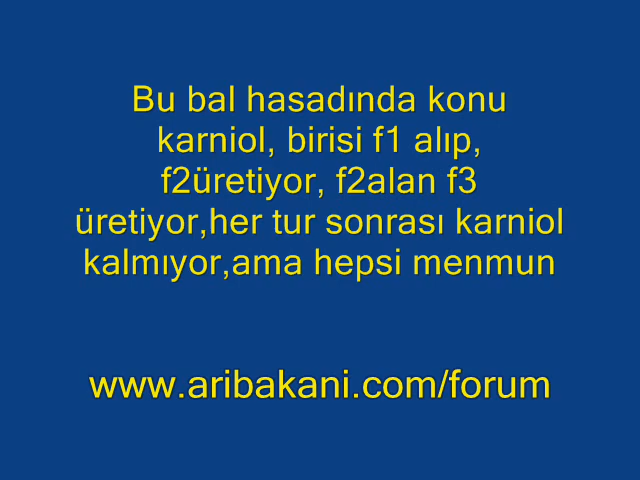 Bu bal hasadında konu
karniol, birisi f1 alıp,
f2üretiyor, f2alan f3
üretiyor,her tur sonrası karniol
kalmıyor,ama hepsi menmun
www.aribakani.com/forum